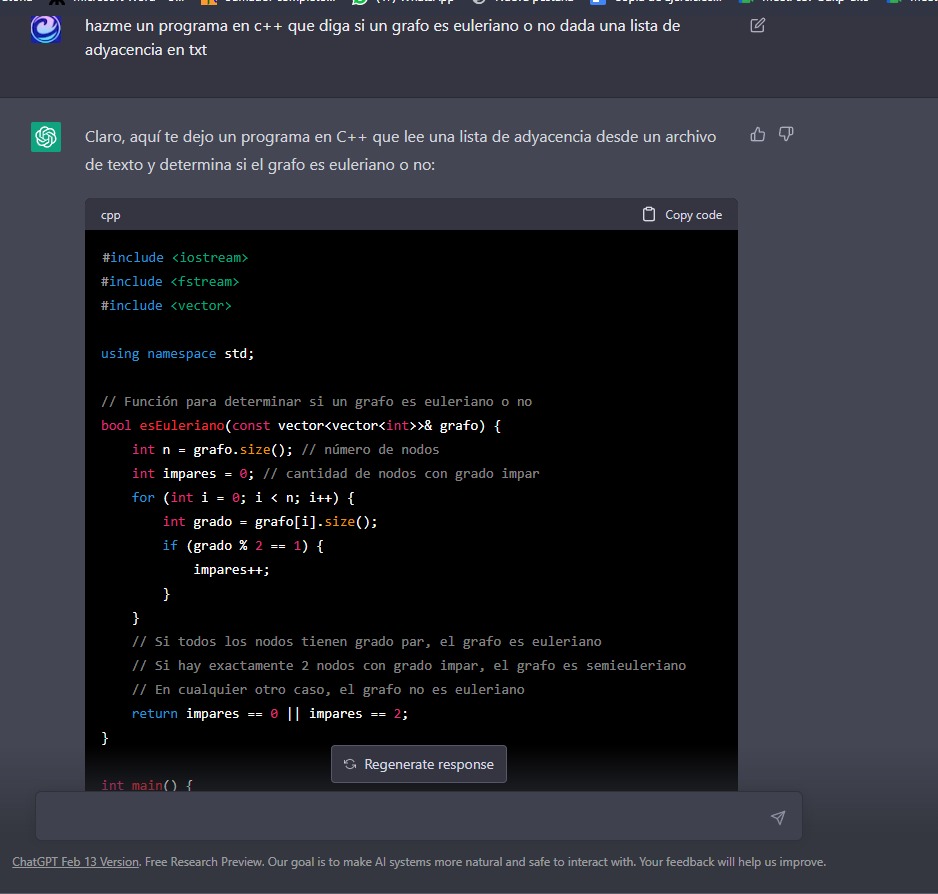 WhatsApp
Nueva pestaña
hazme un programa en c++ que diga si un grafo es euleriano o no dada una lista de
adyacencia en txt
Claro, aquí te dejo un programa en C++ que lee una lista de adyacencia desde un archivo
de texto y determina si el grafo es euleriano o no:
cpp
Copy code
#include <iostream>
#include <fstream>
#include <vector>
using namespace std;
// Función para determinar si un grafo es euleriano o no
bool esEuleriano(const vector<vector<int>>& grafo) {
int n = grafo.size(); // número de nodos
int impares = 0; // cantidad de nodos con grado impar
for (int i = 0; i < n; i++) {
int grado = grafo[i].size();
if (grado % 2 == 1) {
impares++;
}
}
// Si todos los nodos tienen grado par, el grafo es euleriano
// Si hay exactamente 2 nodos con grado impar, el grafo es semieuleriano
// En cualquier otro caso, el grafo no es euleriano
return impares == 0 || impares == 2;
}
Regenerate response
int main() {
ChatGPT Feb 13 Version. Free Research Preview. Our goal is to make AI systems more natural and safe to interact with. Your feedback will help us improve.